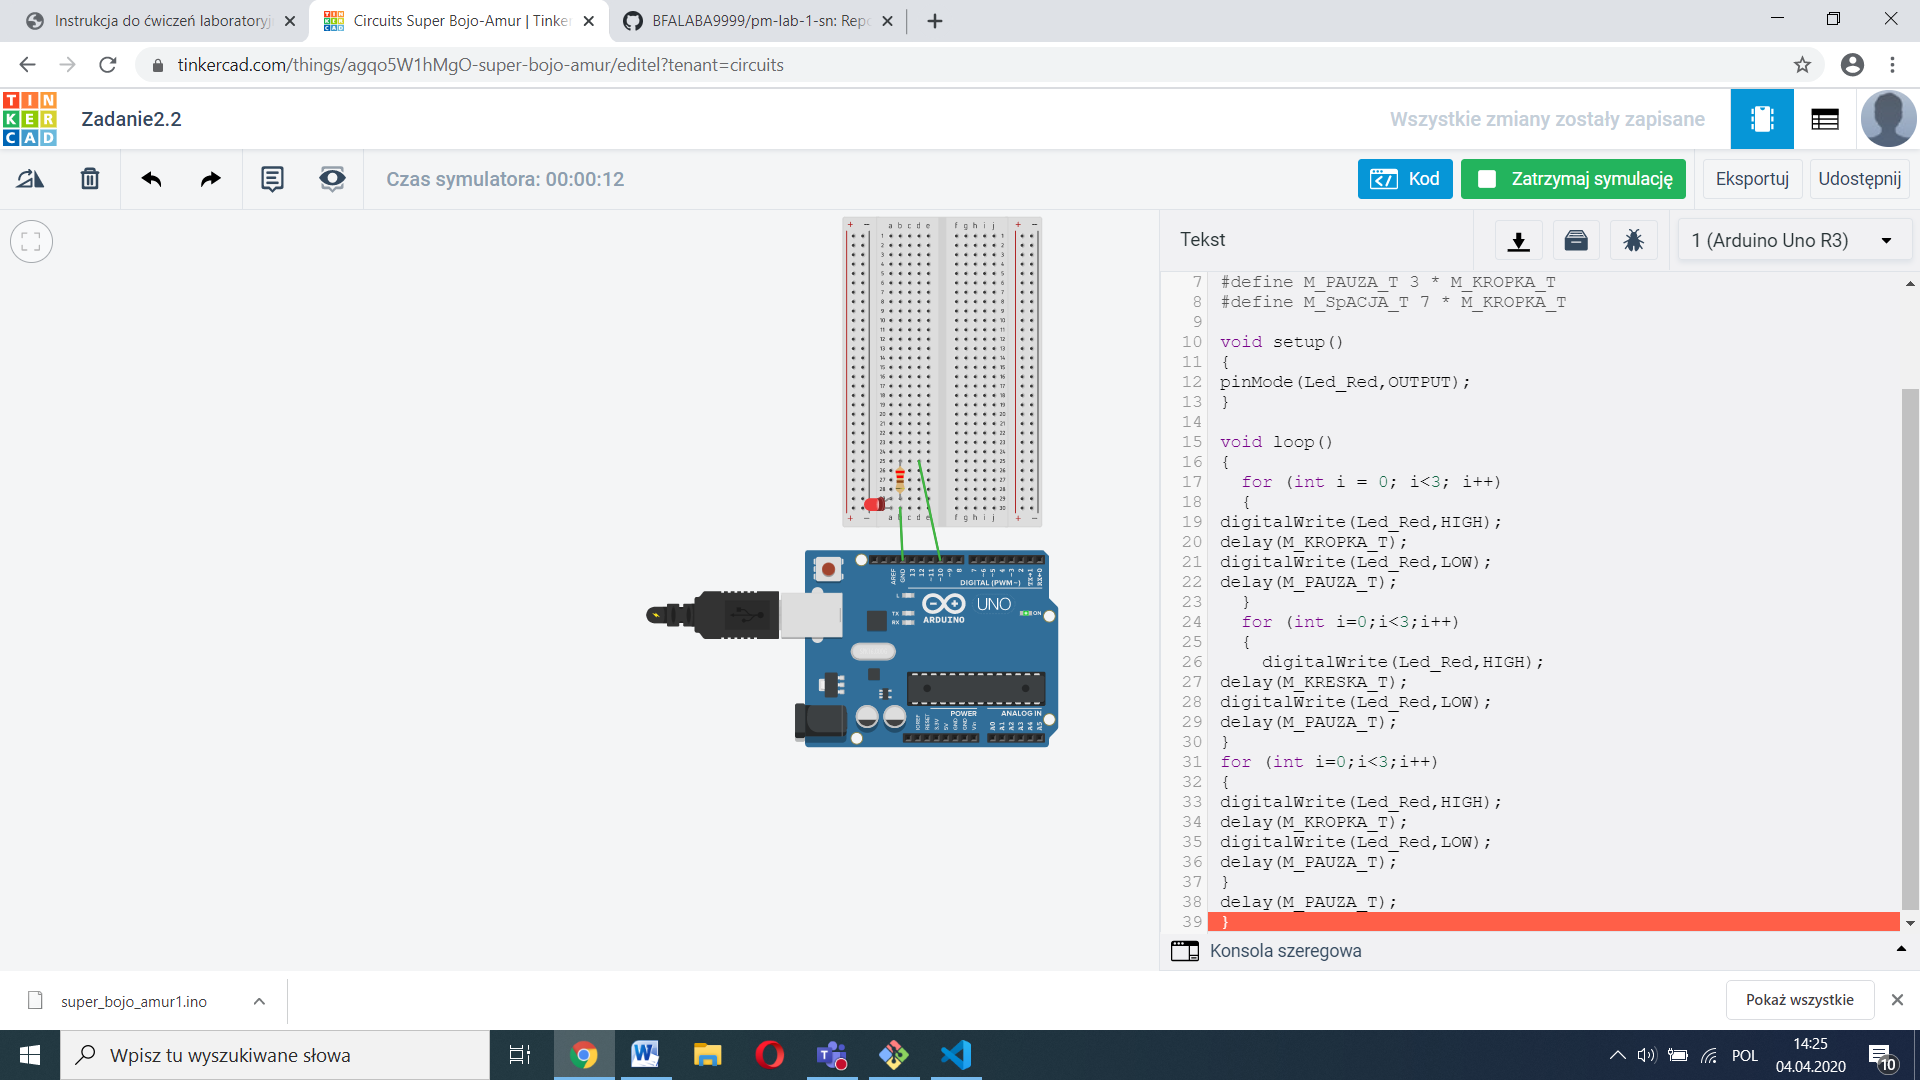 Instrukcja do ćwiczeń laboratoryj
Circuits Super Bojo-Amur | Tinker
BFALABA9999/pm-lab-1-sn: Repo
tinkercad.com/things/agqo5W1hMgO-super-bojo-amur/editel?tenant=circuits
TIN
KER
CAD
Zadanie2.2
Wszystkie zmiany zostały zapisane
Czas symulatora: 00:00:12
Kod
Zatrzymaj symulację
Eksportuj
Udostępnij
Tekst
1 (Arduino Uno R3)
7 #define M_PAUZA_T 3 * M_KROPKA_T
8 #define M_SpACJA_T 7 * M_KROPKA_T
9
10 void setup()
11 {
12 pinMode(Led_Red,OUTPUT);
13 }
14
15 void loop()
16 {
17 for (int i = 0; i<3; i++)
18 {
19 digitalWrite(Led_Red,HIGH);
20 delay(M_KROPKA_T);
21 digitalWrite(Led_Red,LOW);
22 delay(M_PAUZA_T);
23 }
24 for (int i=0;i<3;i++)
25 {
26 digitalWrite(Led_Red,HIGH);
27 delay(M_KRESKA_T);
28 digitalWrite(Led_Red,LOW);
29 delay(M_PAUZA_T);
30 }
31 for (int i=0;i<3;i++)
32 {
33 digitalWrite(Led_Red,HIGH);
34 delay(M_KROPKA_T);
35 digitalWrite(Led_Red,LOW);
36 delay(M_PAUZA_T);
37 }
38 delay(M_PAUZA_T);
39 }
Konsola szeregowa
DIGITAL (PWM ~)
UNO
ARDUINO
ON
TX
RX
L
POWER
ANALOG IN
super_bojo_amur1.ino
Pokaż wszystkie
Wpisz tu wyszukiwane słowa
POL
14:25
04.04.2020
10